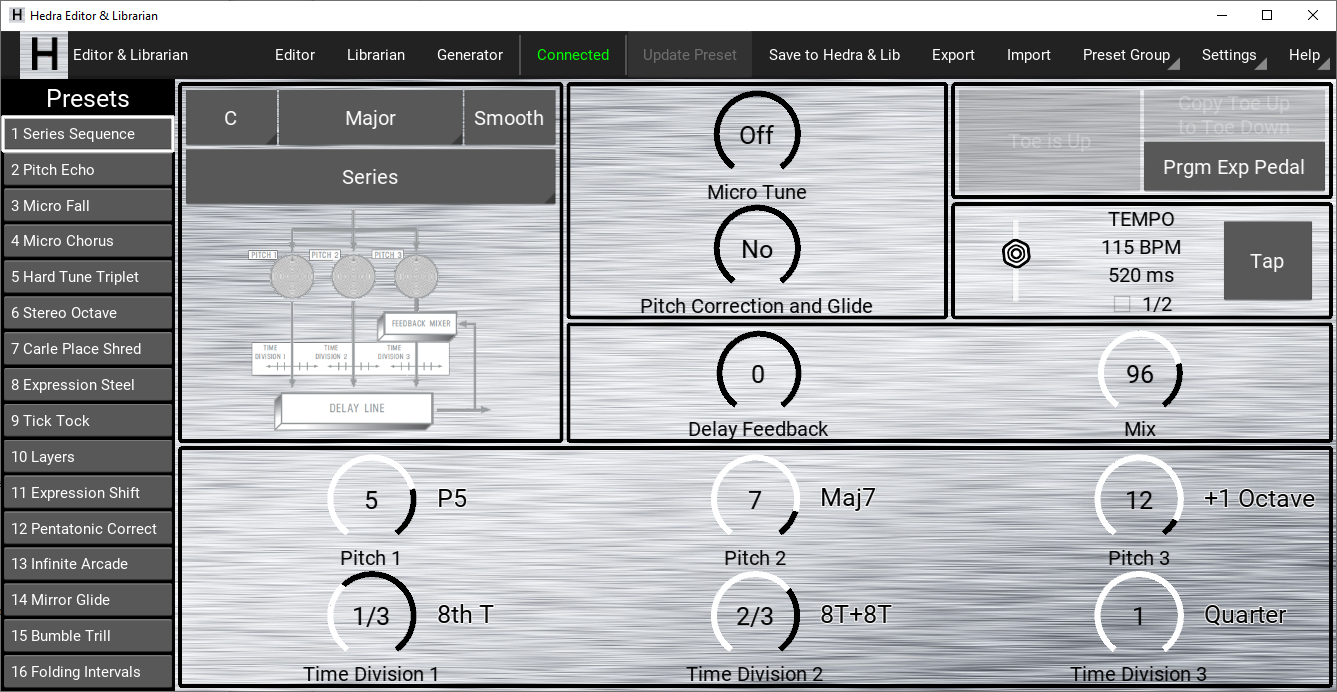 H Hedra Editor & Librarian
H Editor & Librarian Editor Librarian Generator Connected Update Preset Save to Hedra & Lib Export Import Preset Group Settings Help
Presets
1 Series Sequence
2 Pitch Echo
3 Micro Fall
4 Micro Chorus
5 Hard Tune Triplet
6 Stereo Octave
7 Carle Place Shred
8 Expression Steel
9 Tick Tock
10 Layers
11 Expression Shift
12 Pentatonic Correct
13 Infinite Arcade
14 Mirror Glide
15 Bumble Trill
16 Folding Intervals
C Major Smooth
Series
PITCH 1 PITCH 2 PITCH 3
FEEDBACK MIXER
TIME DIVISION 1 TIME DIVISION 2 TIME DIVISION 3
DELAY LINE
Off
Micro Tune
No
Pitch Correction and Glide
Toe is Up
Copy Toe Up
to Toe Down
Prgm Exp Pedal
TEMPO
115 BPM
520 ms
1/2
Tap
0
Delay Feedback
96
Mix
5 P5
Pitch 1
7 Maj7
Pitch 2
12 +1 Octave
Pitch 3
1/3 8th T
Time Division 1
2/3 8T+8T
Time Division 2
1 Quarter
Time Division 3